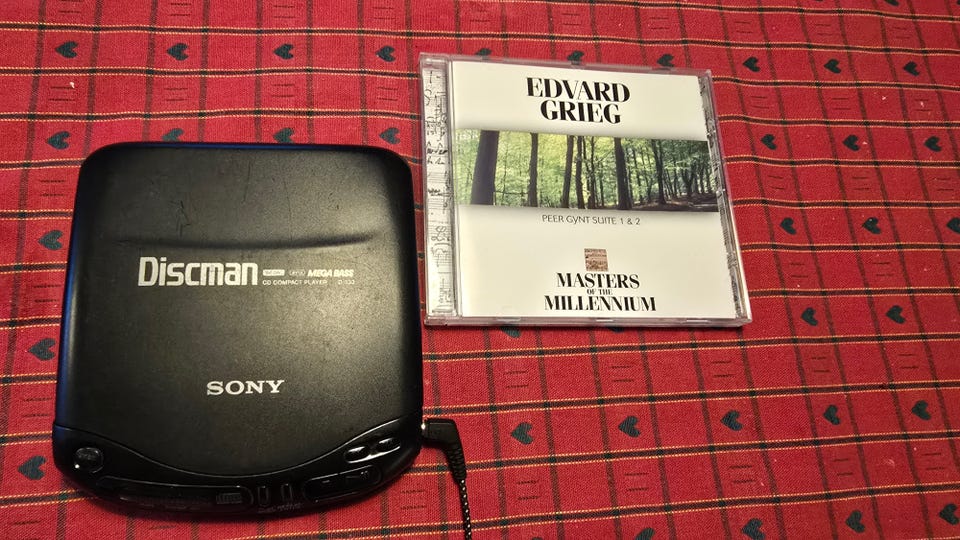 Discman MEGA BASS
CD COMPACT PLAYER
SONY
EDVARD
GRIEG
PEER GYNT SUITE 1 & 2
MASTERS
OF THE
MILLENNIUM